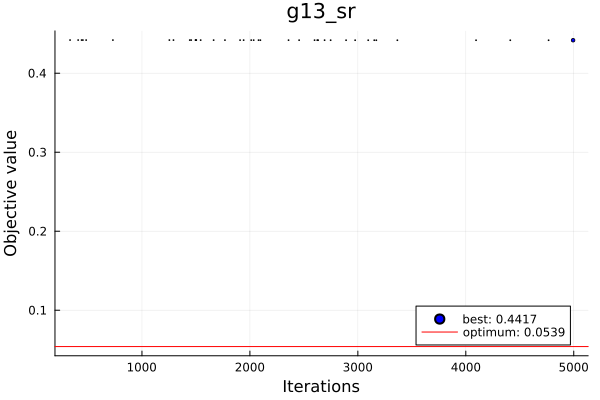 g13_sr
Objective value
0.4
0.3
0.2
0.1
best: 0.4417
optimum: 0.0539
1000 2000 3000 4000 5000
Iterations